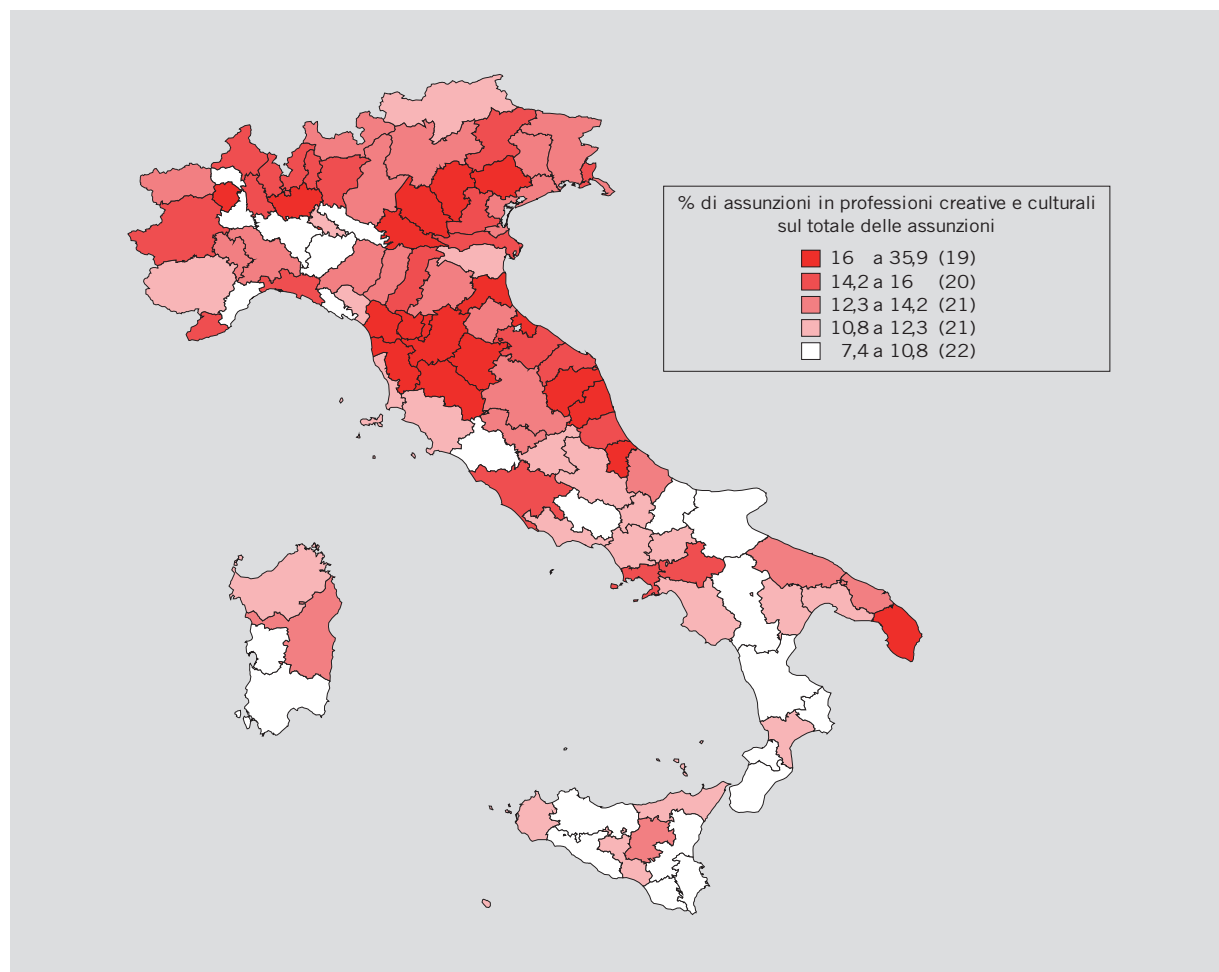 % di assunzioni in professioni creative e culturali
sul totale delle assunzioni
16 a 35,9 (19)
14,2 a 16 (20)
12,3 a 14,2 (21)
10,8 a 12,3 (21)
7,4 a 10,8 (22)